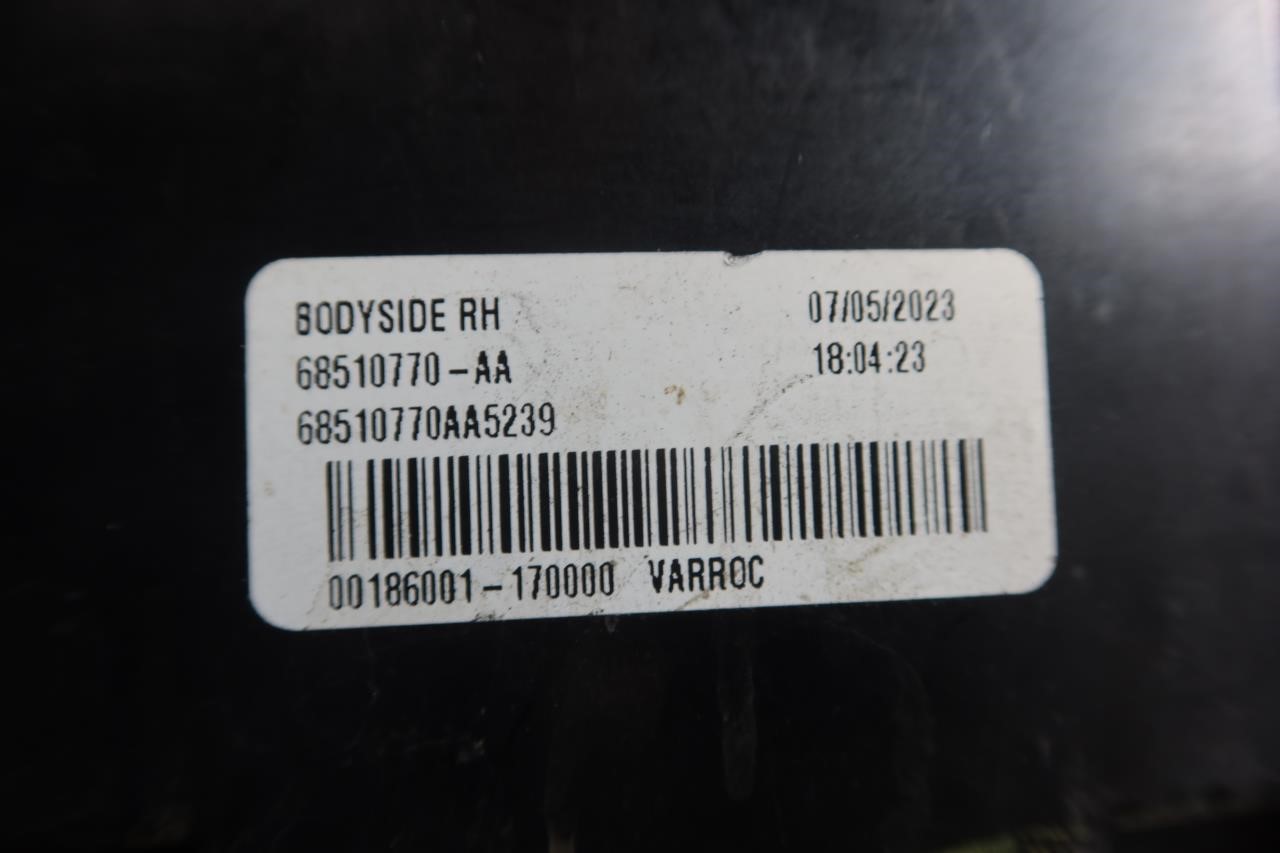 BODYSIDE RH 07/05/2023
68510770-AA 18:04:23
68510770AA5239
00186001-170000 VARROC